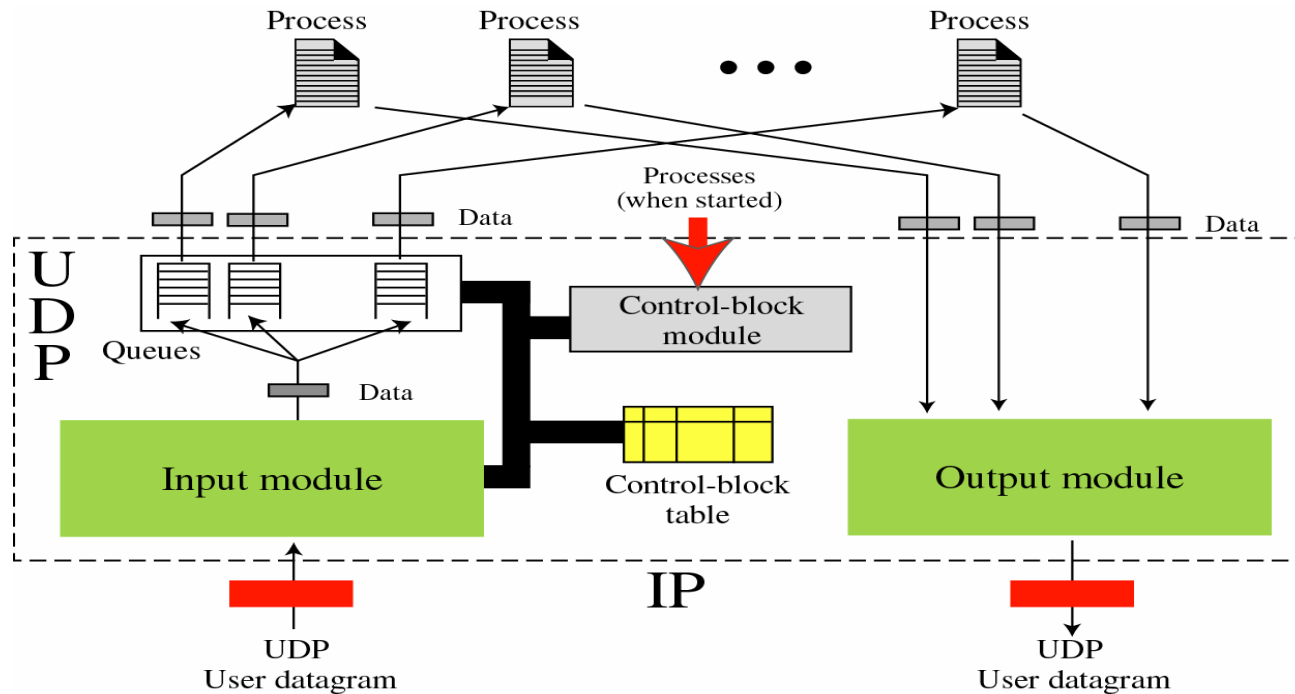 Process
Process
Process
Processes
(when started)
Data
Data
U
D
P
Control-block
module
Queues
Data
Input module
Control-block
table
Output module
IP
UDP
User datagram
UDP
User datagram